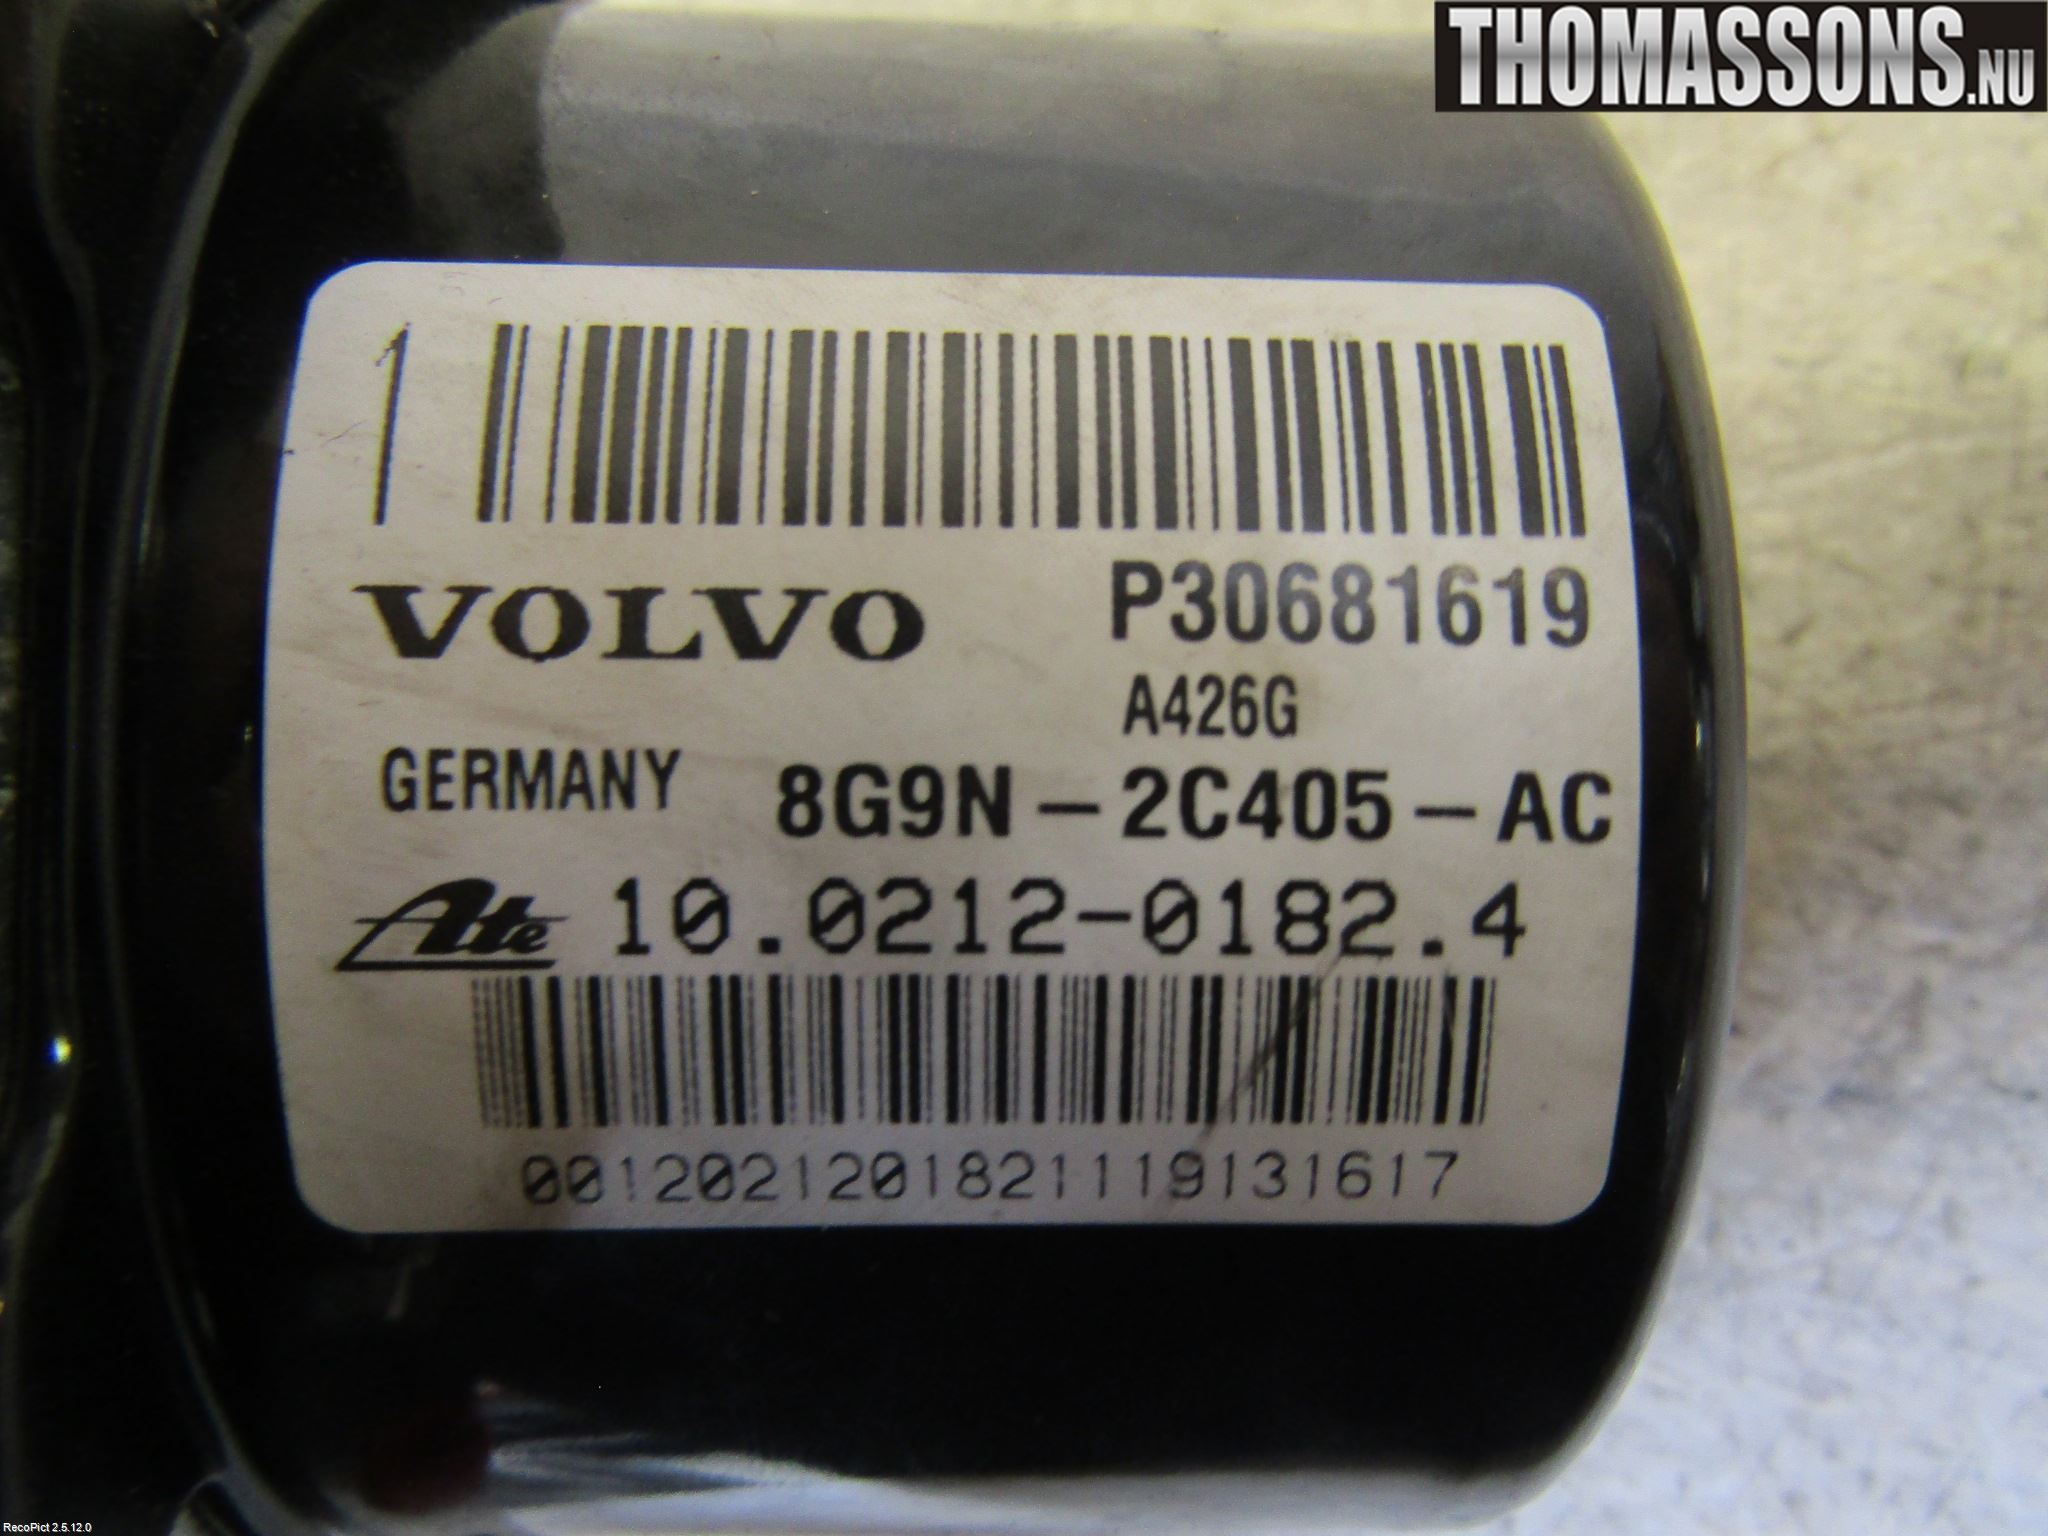 THOMASSONS.NU
1
VOLVO P30681619
A426G
GERMANY 8G9N-2C405-AC
Ate 10.0212-0182.4
00120212018211119131617
RecoPict 2.5.12.0